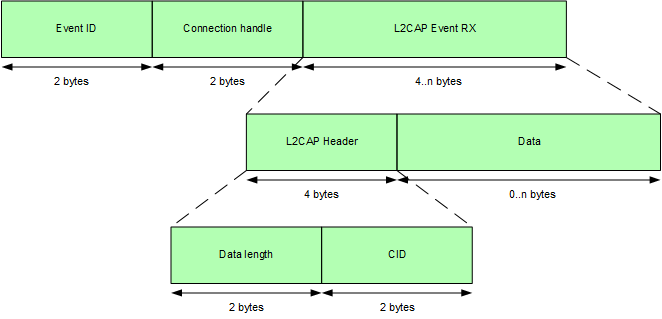 Event ID
Connection handle
L2CAP Event RX
2 bytes
2 bytes
4..n bytes
L2CAP Header
Data
4 bytes
0..n bytes
Data length
CID
2 bytes
2 bytes